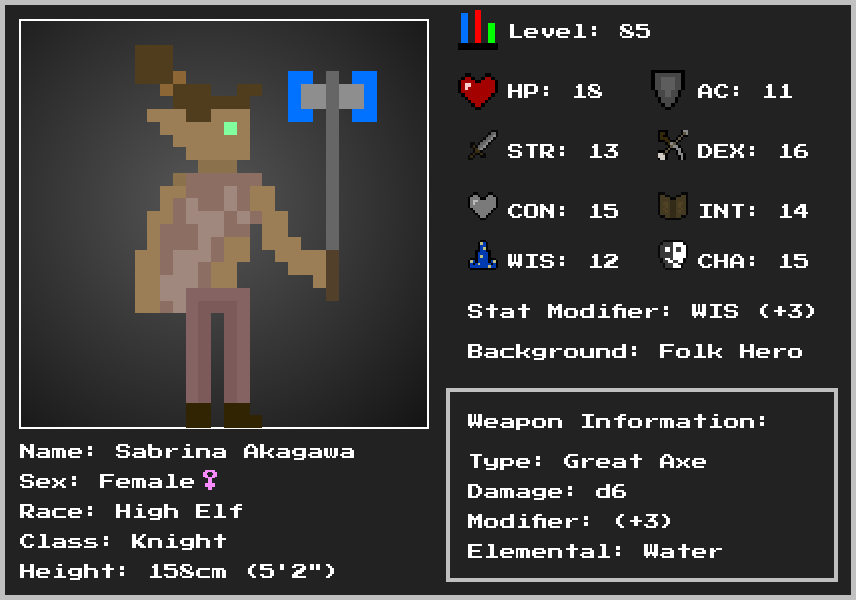 Level: 85
HP: 18
AC: 11
STR: 13
DEX: 16
CON: 15
INT: 14
WIS: 12
CHA: 15
Stat Modifier: WIS (+3)
Background: Folk Hero
Name: Sabrina Akagawa
Sex: Female♀
Race: High Elf
Class: Knight
Height: 158cm (5'2")
Weapon Information:
Type: Great Axe
Damage: d6
Modifier: (+3)
Elemental: Water